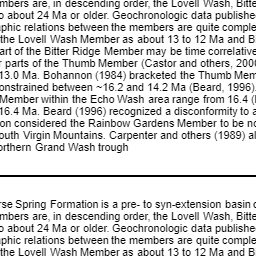 mbers are, in descending order, the Lovell Wash, Bitte
o about 24 Ma or older. Geochronologic data publishe
phic relations between the members are quite comple
the Lovell Wash Member as about 13 to 12 Ma and B
art of the Bitter Ridge Member may be time correlative
r parts of the Thumb Member (Castor and others, 200
13.0 Ma. Bohannon (1984) bracketed the Thumb Mem
onstrained between ~16.2 and 14.2 Ma (Beard, 1996).
Member within the Echo Wash area range from 16.4 (
16.4 Ma. Beard (1996) recognized a disconformity to a
on considered the Rainbow Gardens Member to be no
outh Virgin Mountains. Carpenter and others (1989) al
orthern Grand Wash trough
rse Spring Formation is a pre- to syn-extension basin
mbers are, in descending order, the Lovell Wash, Bitte
o about 24 Ma or older. Geochronologic data publishe
phic relations between the members are quite comple
the Lovell Wash Member as about 13 to 12 Ma and B